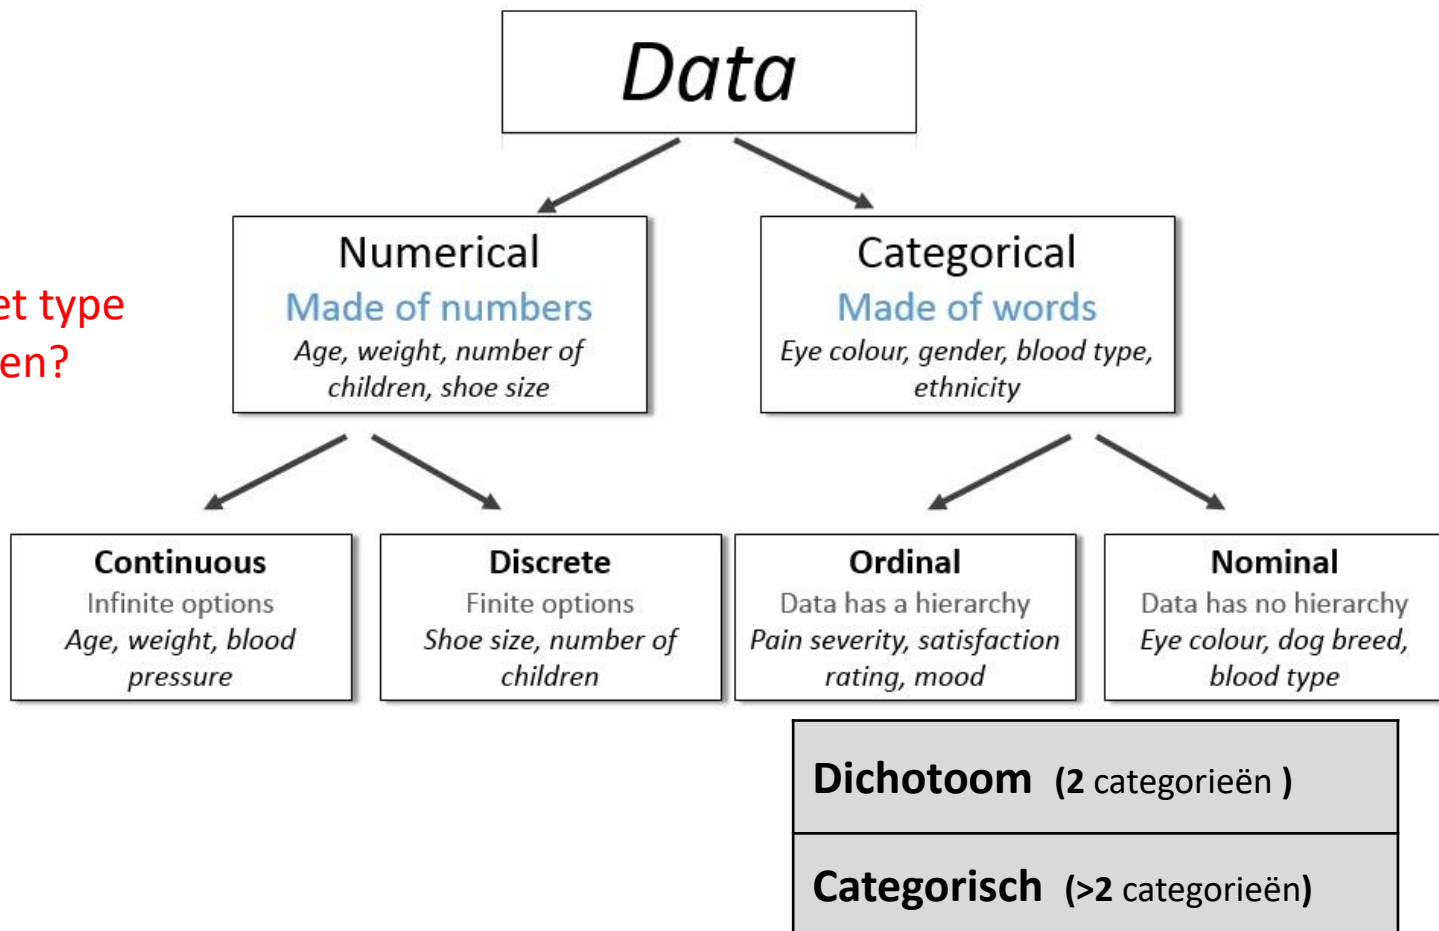 Data
Numerical
Made of numbers
Age, weight, number of
children, shoe size
Categorical
Made of words
Eye colour, gender, blood type,
ethnicity
et type
en?
Continuous
Infinite options
Age, weight, blood
pressure
Discrete
Finite options
Shoe size, number of
children
Ordinal
Data has a hierarchy
Pain severity, satisfaction
rating, mood
Nominal
Data has no hierarchy
Eye colour, dog breed,
blood type
Dichotoom (2 categorieën )
Categorisch (>2 categorieën)